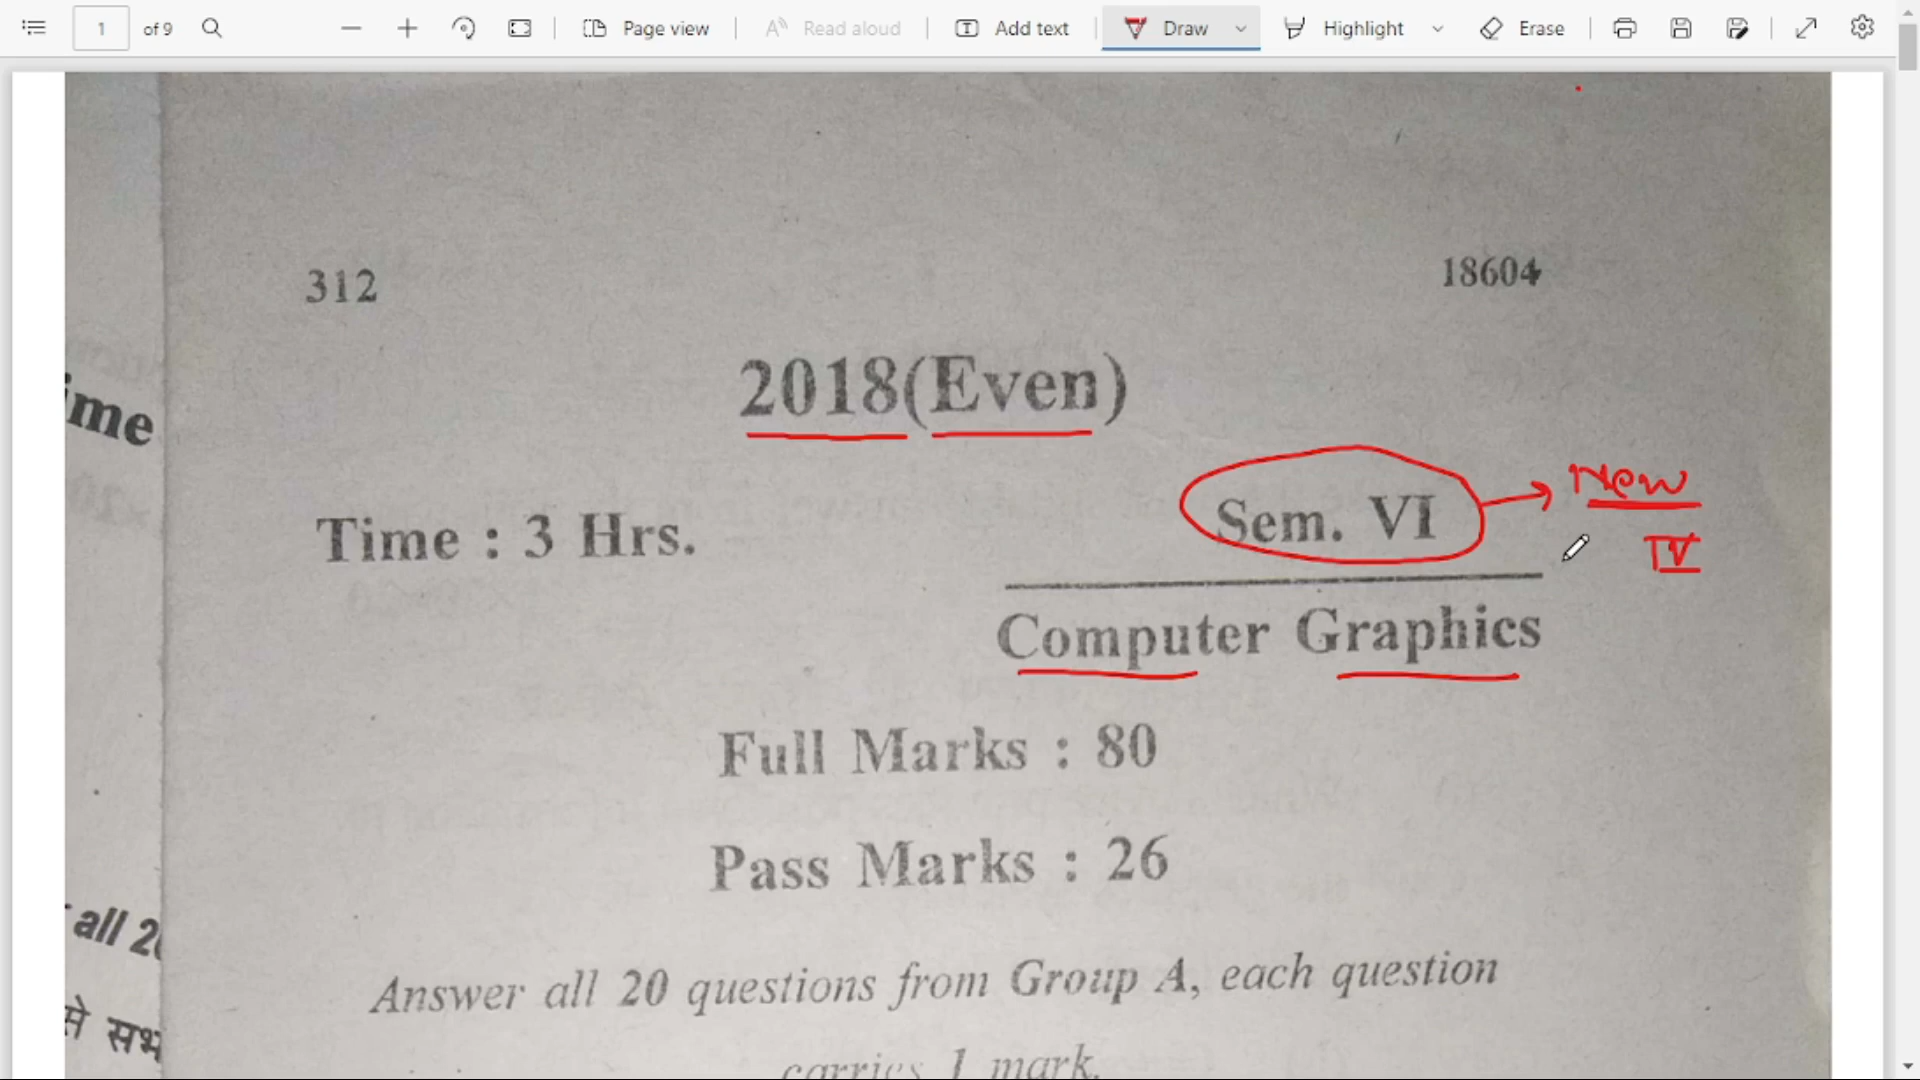 1 of 9 Page view Read aloud Add text Draw Highlight Erase
312 18604
2018(Even)
Time : 3 Hrs. Sem. VI New
IV
Computer Graphics
Full Marks : 80
Pass Marks : 26
Answer all 20 questions from Group A, each question
carries 1 mark.
ime
all 2
से सभ